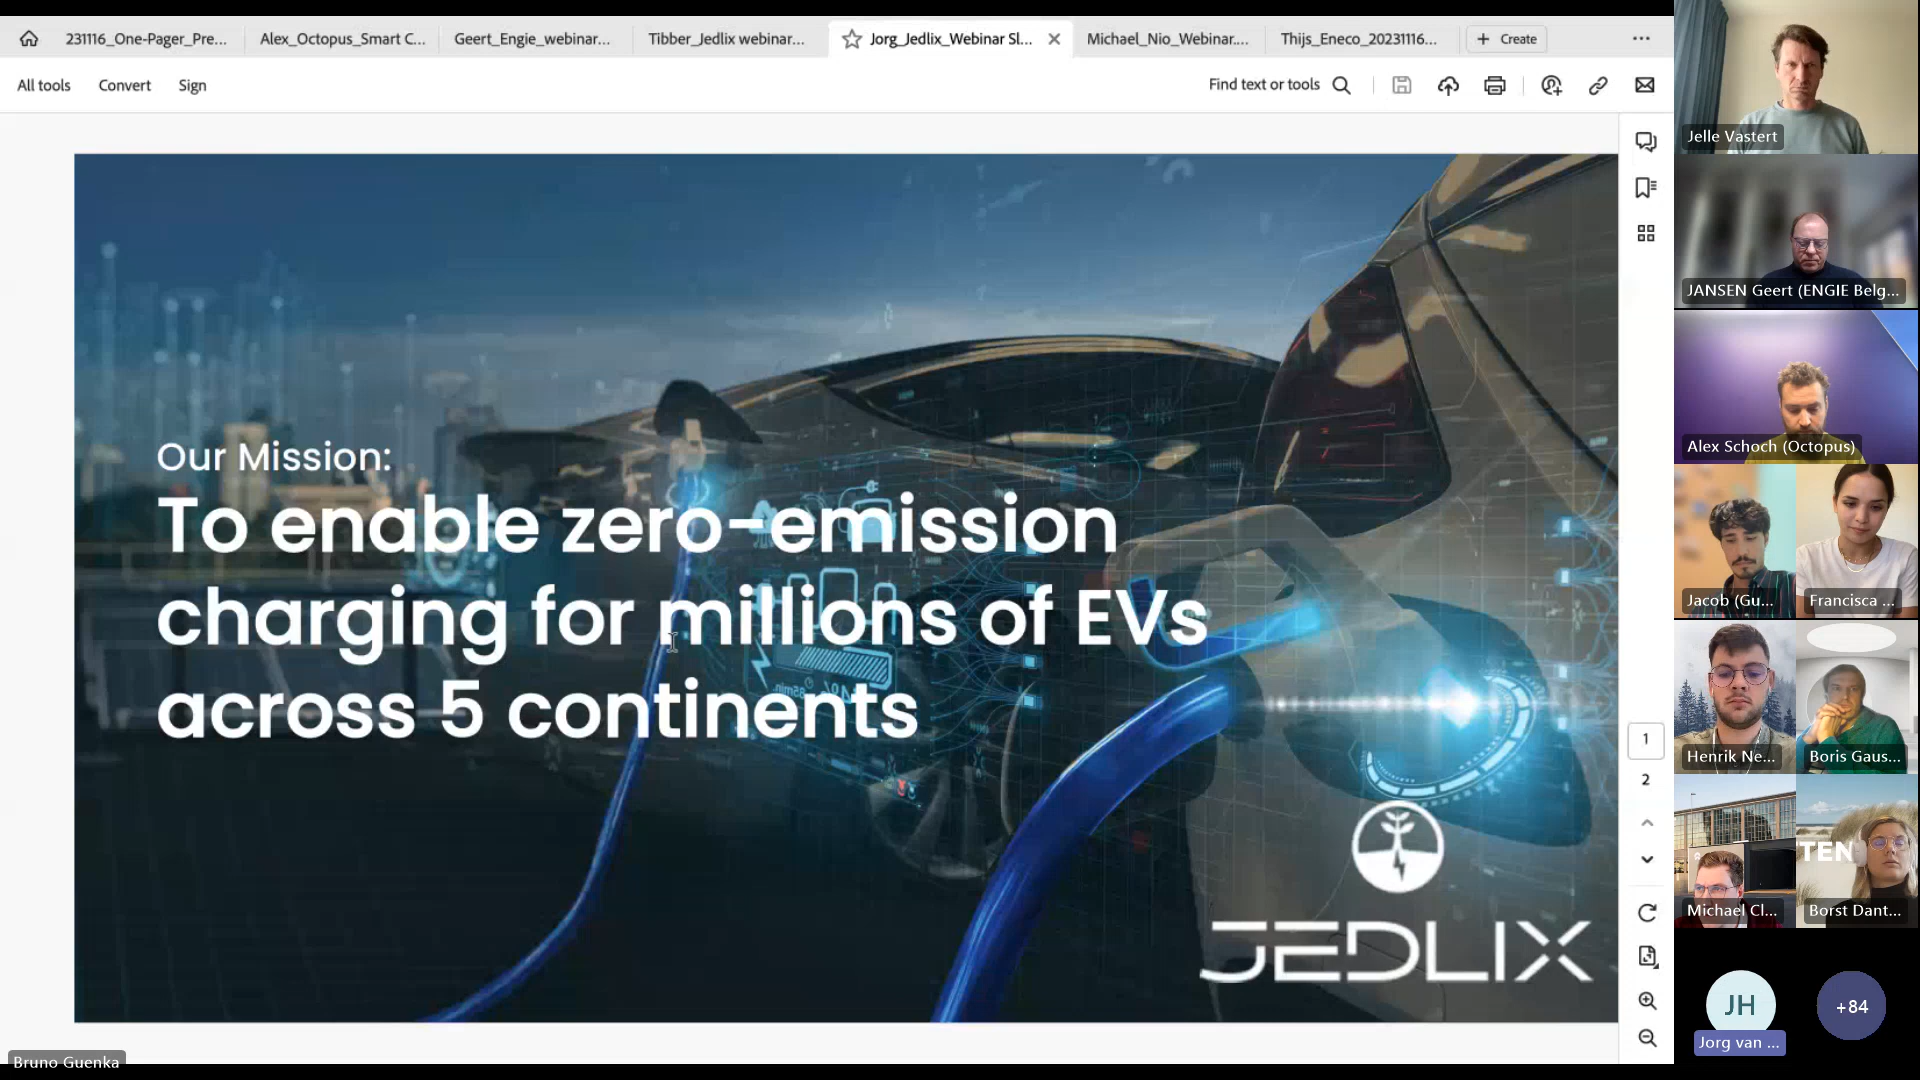 231116_One-Pager_Pre...
Alex_Octopus_Smart C...
Geert_Engie_webinar...
Tibber_Jedlix webinar...
Jorg_Jedlix_Webinar Sl...
Michael_Nio_Webinar....
Thijs_Eneco_20231116...
Create
All tools
Convert
Sign
Find text or tools
Our Mission:
To enable zero-emission
charging for millions of EVs
across 5 continents
JEDLIX
1
2
Bruno Guenka
Jelle Vastert
JANSEN Geert (ENGIE Belg...
Alex Schoch (Octopus)
Jacob (Gu...
Francisca ...
Henrik Ne...
Boris Gaus...
TEN
Michael Cl...
Borst Dant...
JH
Jorg van ...
+84